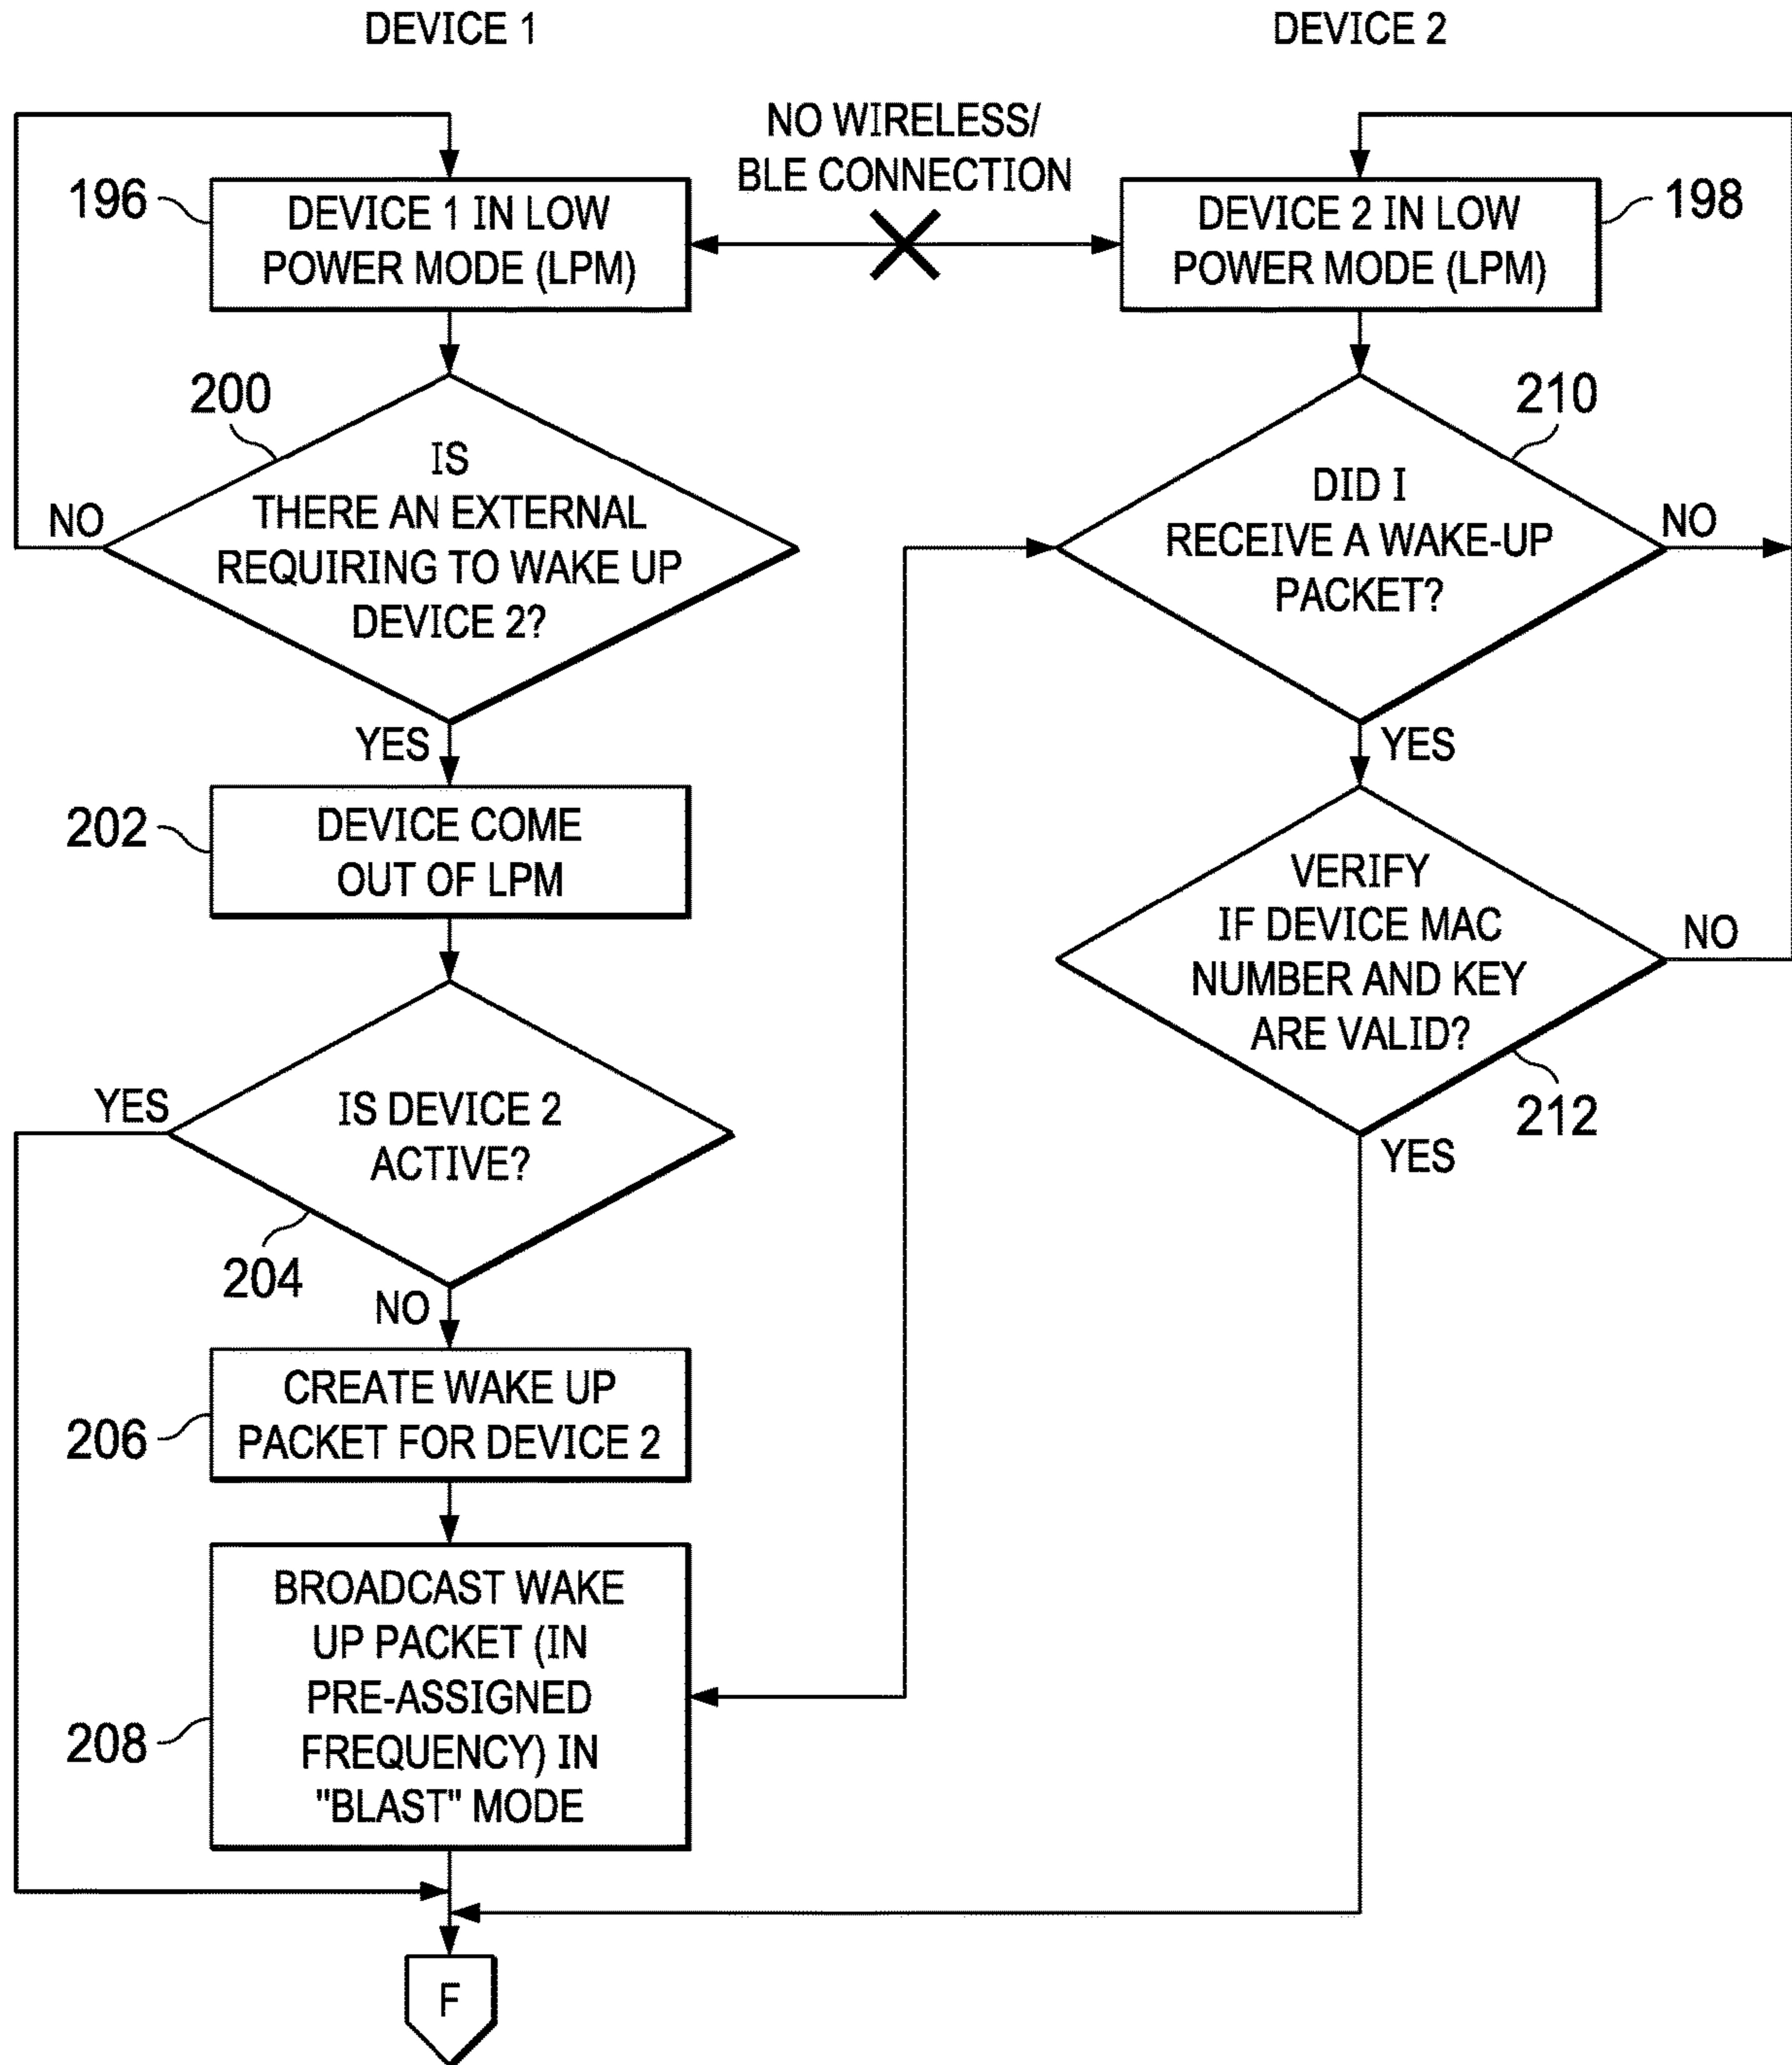 DEVICE 1
DEVICE 2
NO WIRELESS/
BLE CONNECTION
196
DEVICE 1 IN LOW
POWER MODE (LPM)
DEVICE 2 IN LOW
POWER MODE (LPM)
198
200
IS
THERE AN EXTERNAL
REQUIRING TO WAKE UP
DEVICE 2?
NO
YES
210
DID I
RECEIVE A WAKE-UP
PACKET?
NO
YES
202
DEVICE COME
OUT OF LPM
VERIFY
IF DEVICE MAC
NUMBER AND KEY
ARE VALID?
NO
212
YES
YES
IS DEVICE 2
ACTIVE?
204
NO
206
CREATE WAKE UP
PACKET FOR DEVICE 2
208
BROADCAST WAKE
UP PACKET (IN
PRE-ASSIGNED
FREQUENCY) IN
"BLAST" MODE
F